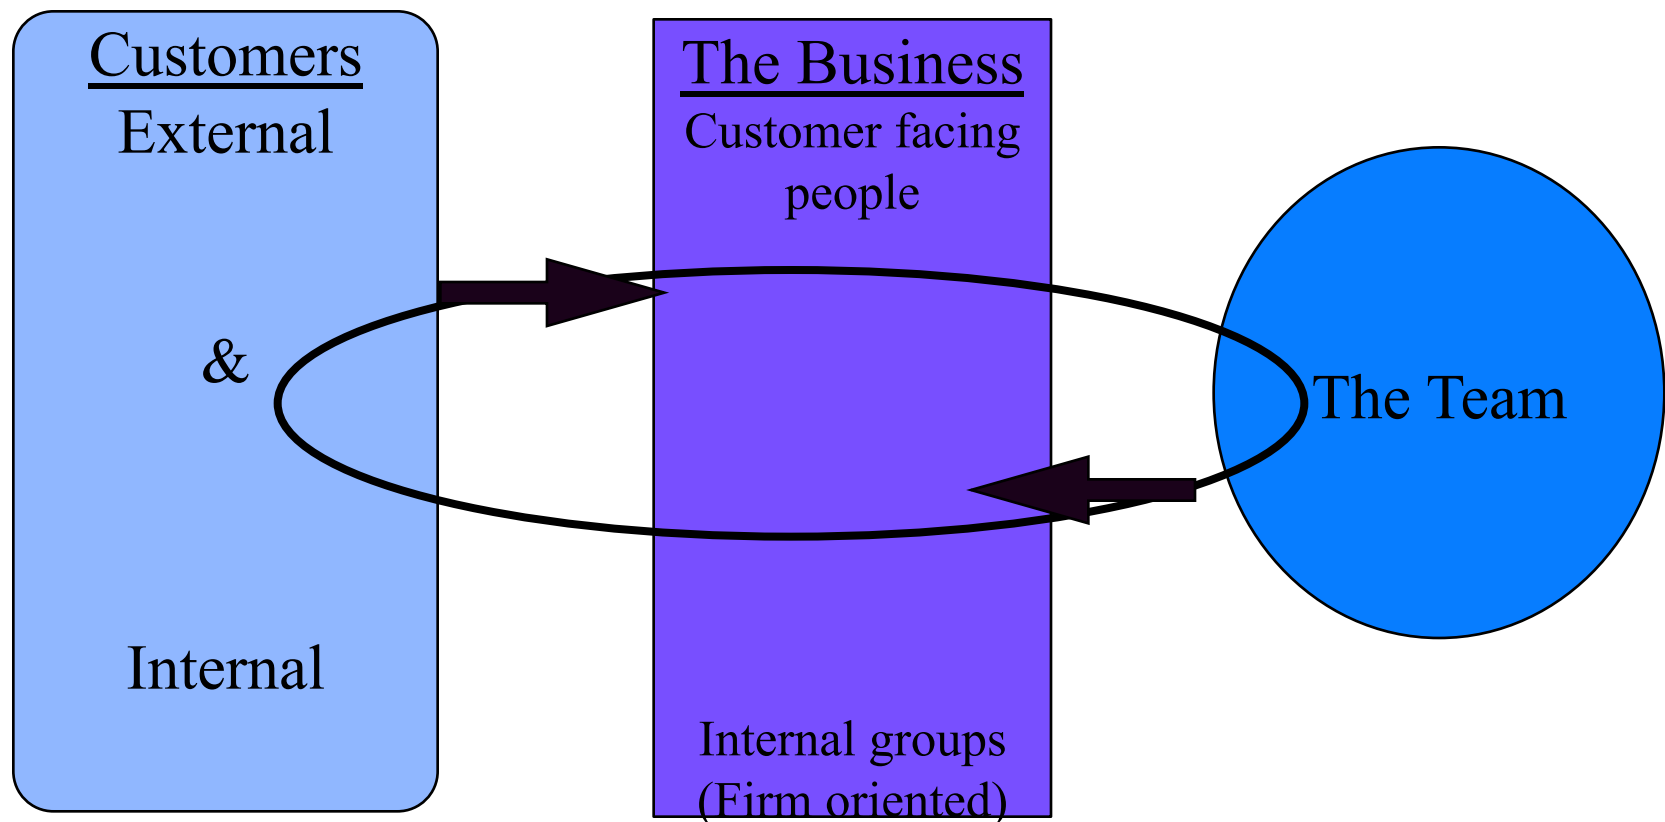 Customers
External
&
Internal
The Business
Customer facing
people
Internal groups
(Firm oriented)
The Team